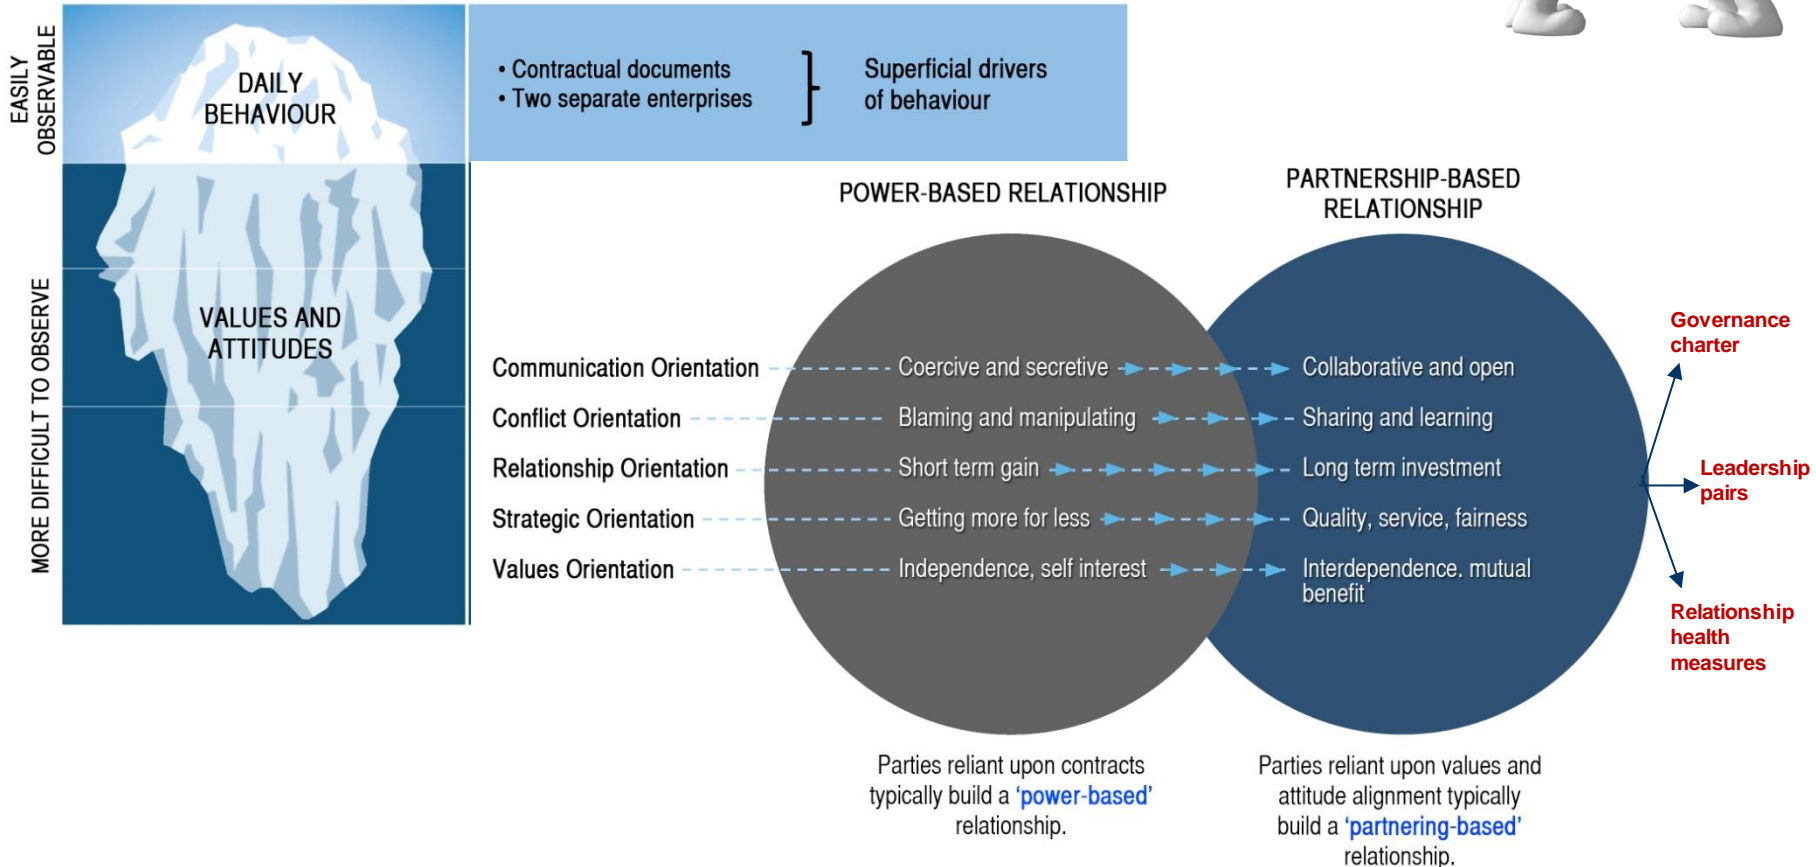 EASILY
OBSERVABLE
DAILY
BEHAVIOUR
• Contractual documents
• Two separate enterprises
Superficial drivers
of behaviour
MORE DIFFICULT TO OBSERVE
VALUES AND
ATTITUDES
POWER-BASED RELATIONSHIP
PARTNERSHIP-BASED
RELATIONSHIP
Communication Orientation
Coercive and secretive
Collaborative and open
Conflict Orientation
Blaming and manipulating
Sharing and learning
Relationship Orientation
Short term gain
Long term investment
Strategic Orientation
Getting more for less
Quality, service, fairness
Values Orientation
Independence, self interest
Interdependence. mutual
benefit
Governance
charter
Leadership
pairs
Relationship
health
measures
Parties reliant upon contracts
typically build a ‘power-based’
relationship.
Parties reliant upon values and
attitude alignment typically
build a ‘partnering-based’
relationship.